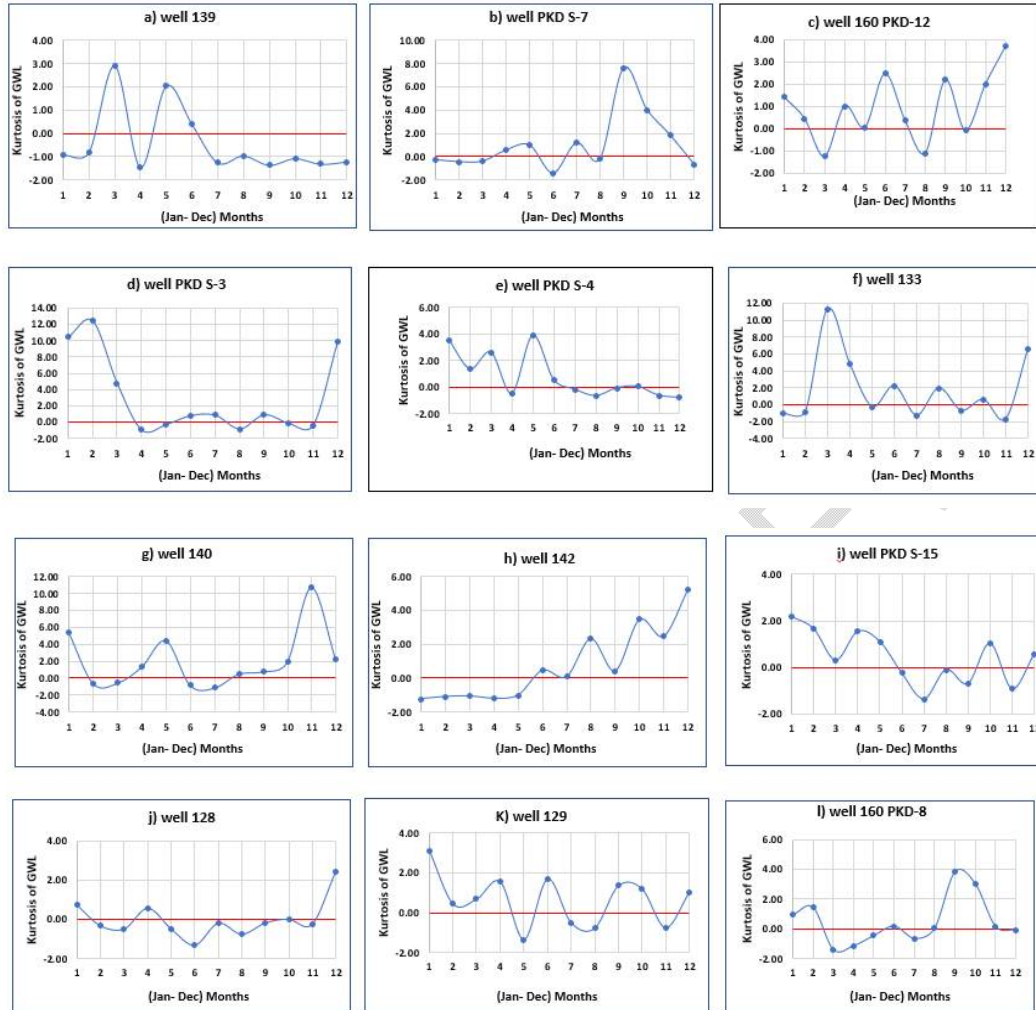 a) well 139
Kurtosis of GWL
4.00
3.00
2.00
1.00
0.00
-1.00
-2.00
1 2 3 4 5 6 7 8 9 10 11 12
(Jan- Dec) Months
b) well PKD S-7
Kurtosis of GWL
10.00
8.00
6.00
4.00
2.00
0.00
-2.00
1 2 3 4 5 6 7 8 9 10 11 12
(Jan- Dec) Months
c) well 160 PKD-12
Kurtosis of GWL
4.00
3.00
2.00
1.00
0.00
-1.00
-2.00
1 2 3 4 5 6 7 8 9 10 11 12
(Jan- Dec) Months
d) well PKD S-3
Kurtosis of GWL
14.00
12.00
10.00
8.00
6.00
4.00
2.00
0.00
-2.00
1 2 3 4 5 6 7 8 9 10 11 12
(Jan- Dec) Months
e) well PKD S-4
Kurtosis of GWL
6.00
4.00
2.00
0.00
-2.00
1 2 3 4 5 6 7 8 9 10 11 12
(Jan- Dec) Months
f) well 133
Kurtosis of GWL
12.00
10.00
8.00
6.00
4.00
2.00
0.00
-2.00
-4.00
1 2 3 4 5 6 7 8 9 10 11 12
(Jan- Dec) Months
g) well 140
Kurtosis of GWL
12.00
10.00
8.00
6.00
4.00
2.00
0.00
-2.00
-4.00
1 2 3 4 5 6 7 8 9 10 11 12
(Jan- Dec) Months
h) well 142
Kurtosis of GWL
6.00
4.00
2.00
0.00
-2.00
1 2 3 4 5 6 7 8 9 10 11 12
(Jan- Dec) Months
i) well PKD S-15
Kurtosis of GWL
4.00
2.00
0.00
-2.00
1 2 3 4 5 6 7 8 9 10 11
(Jan- Dec) Months
j) well 128
Kurtosis of GWL
4.00
2.00
0.00
-2.00
1 2 3 4 5 6 7 8 9 10 11 12
(Jan- Dec) Months
K) well 129
Kurtosis of GWL
4.00
2.00
0.00
-2.00
1 2 3 4 5 6 7 8 9 10 11 12
(Jan- Dec) Months
l) well 160 PKD-8
Kurtosis of GWL
6.00
4.00
2.00
0.00
-2.00
1 2 3 4 5 6 7 8 9 10 11 12
(Jan- Dec) Months